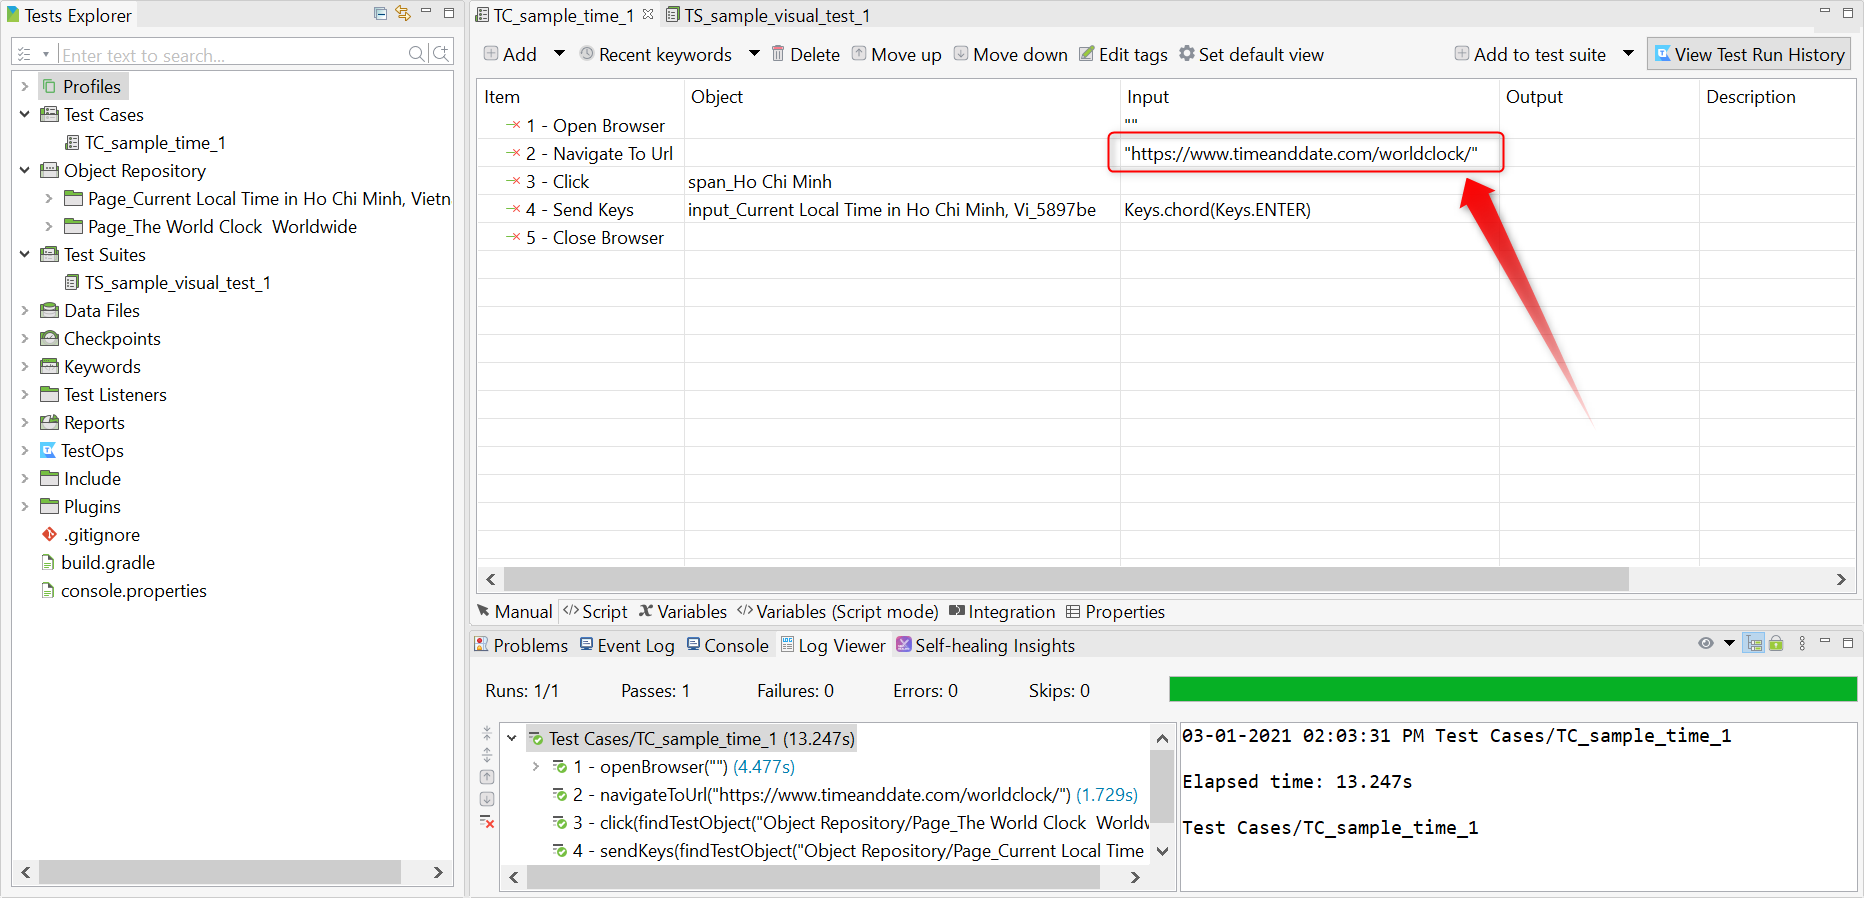 Tests Explorer
Enter text to search...
Profiles
Test Cases
TC_sample_time_1
Object Repository
Page_Current Local Time in Ho Chi Minh, Vietn
Page_The World Clock  Worldwide
Test Suites
TS_sample_visual_test_1
Data Files
Checkpoints
Keywords
Test Listeners
Reports
TestOps
Include
Plugins
.gitignore
build.gradle
console.properties
TC_sample_time_1 TS_sample_visual_test_1
Add Recent keywords Delete Move up Move down Edit tags Set default view Add to test suite View Test Run History
Item Object Input Output Description
1 - Open Browser ""
2 - Navigate To Url "https://www.timeanddate.com/worldclock/"
3 - Click span_Ho Chi Minh
4 - Send Keys input_Current Local Time in Ho Chi Minh, Vi_5897be Keys.chord(Keys.ENTER)
5 - Close Browser
Manual Script Variables Variables (Script mode) Integration Properties
Problems Event Log Console Log Viewer Self-healing Insights
Runs: 1/1 Passes: 1 Failures: 0 Errors: 0 Skips: 0
Test Cases/TC_sample_time_1 (13.247s)
1 - openBrowser("") (4.477s)
2 - navigateToUrl("https://www.timeanddate.com/worldclock/") (1.729s)
3 - click(findTestObject("Object Repository/Page_The World Clock  Worldw
4 - sendKeys(findTestObject("Object Repository/Page_Current Local Time
03-01-2021 02:03:31 PM Test Cases/TC_sample_time_1
Elapsed time: 13.247s
Test Cases/TC_sample_time_1